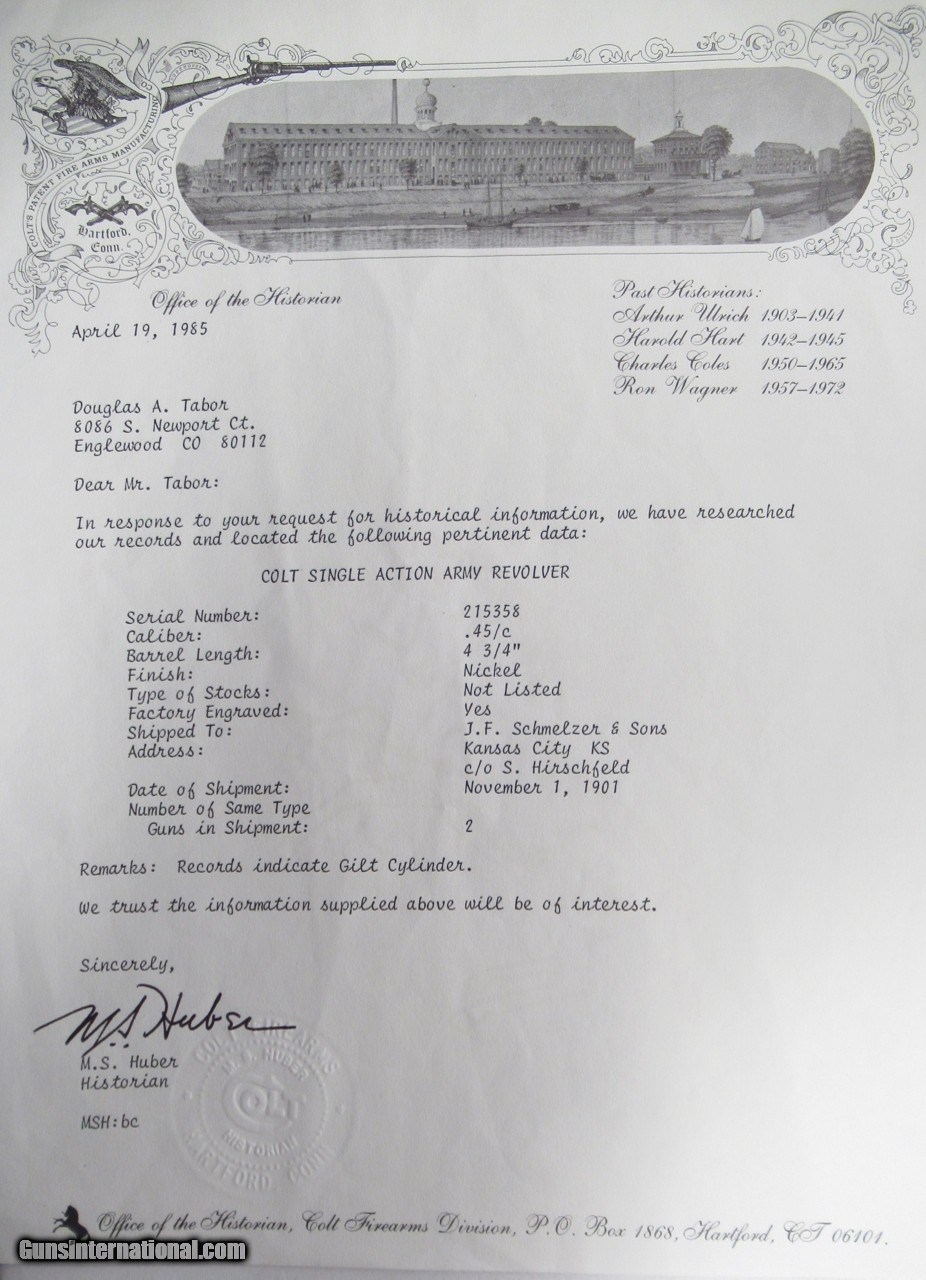 COLT'S PATENT FIRE ARMS MANUFACTURING
Hartford,
Conn.
Office of the Historian
April 19, 1985
Past Historians:
Arthur Ulrich 1903–1941
Harold Hart 1942–1945
Charles Coles 1950–1965
Ron Wagner 1957–1972
Douglas A. Tabor
8086 S. Newport Ct.
Englewood CO 80112
Dear Mr. Tabor:
In response to your request for historical information, we have researched
our records and located the following pertinent data:
COLT SINGLE ACTION ARMY REVOLVER
Serial Number: 215358
Caliber: .45/c
Barrel Length: 4 3/4"
Finish: Nickel
Type of Stocks: Not Listed
Factory Engraved: Yes
Shipped To: J.F. Schmelzer & Sons
Address: Kansas City KS
c/o S. Hirschfeld
Date of Shipment: November 1, 1901
Number of Same Type
Guns in Shipment: 2
Remarks: Records indicate Gilt Cylinder.
We trust the information supplied above will be of interest.
Sincerely,
M.S. Huber
M.S. Huber
Historian
MSH:bc
COLT FIREARMS
M.S. HUBER
COLT
HISTORIAN
HARTFORD, CONN
Office of the Historian, Colt Firearms Division, P.O. Box 1868, Hartford, CT 06101.
Gunsinternational.com